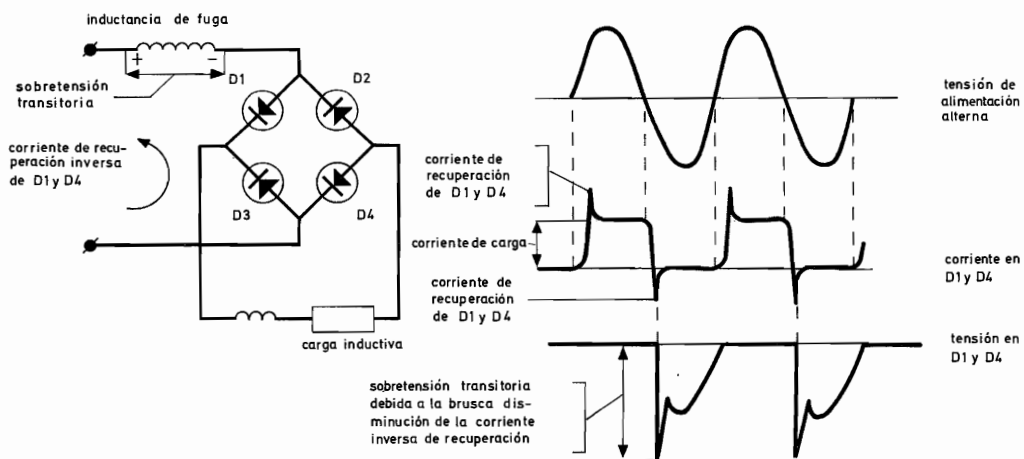 inductancia de fuga
+ -
D1
D2
sobretensión
transitoria
corriente de recu-
peración inversa
de D1 y D4
D3
D4
carga inductiva
tensión de
alimentación
alterna
corriente de
recuperación
de D1 y D4
corriente de carga
corriente en
D1 y D4
corriente de
recuperación
de D1 y D4
tensión en
D1 y D4
sobretensión transitoria
debida a la brusca dis-
minución de la corriente
inversa de recuperación